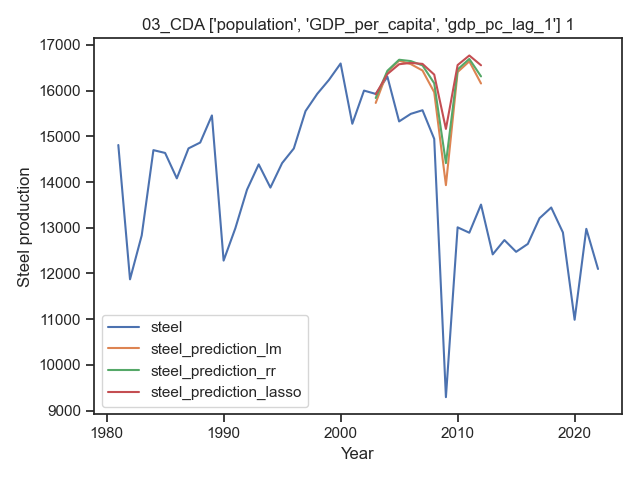 03_CDA ['population', 'GDP_per_capita', 'gdp_pc_lag_1'] 1
17000
16000
15000
14000
13000
12000
11000
10000
9000
Steel production
steel
steel_prediction_lm
steel_prediction_rr
steel_prediction_lasso
1980
1990
2000
2010
2020
Year